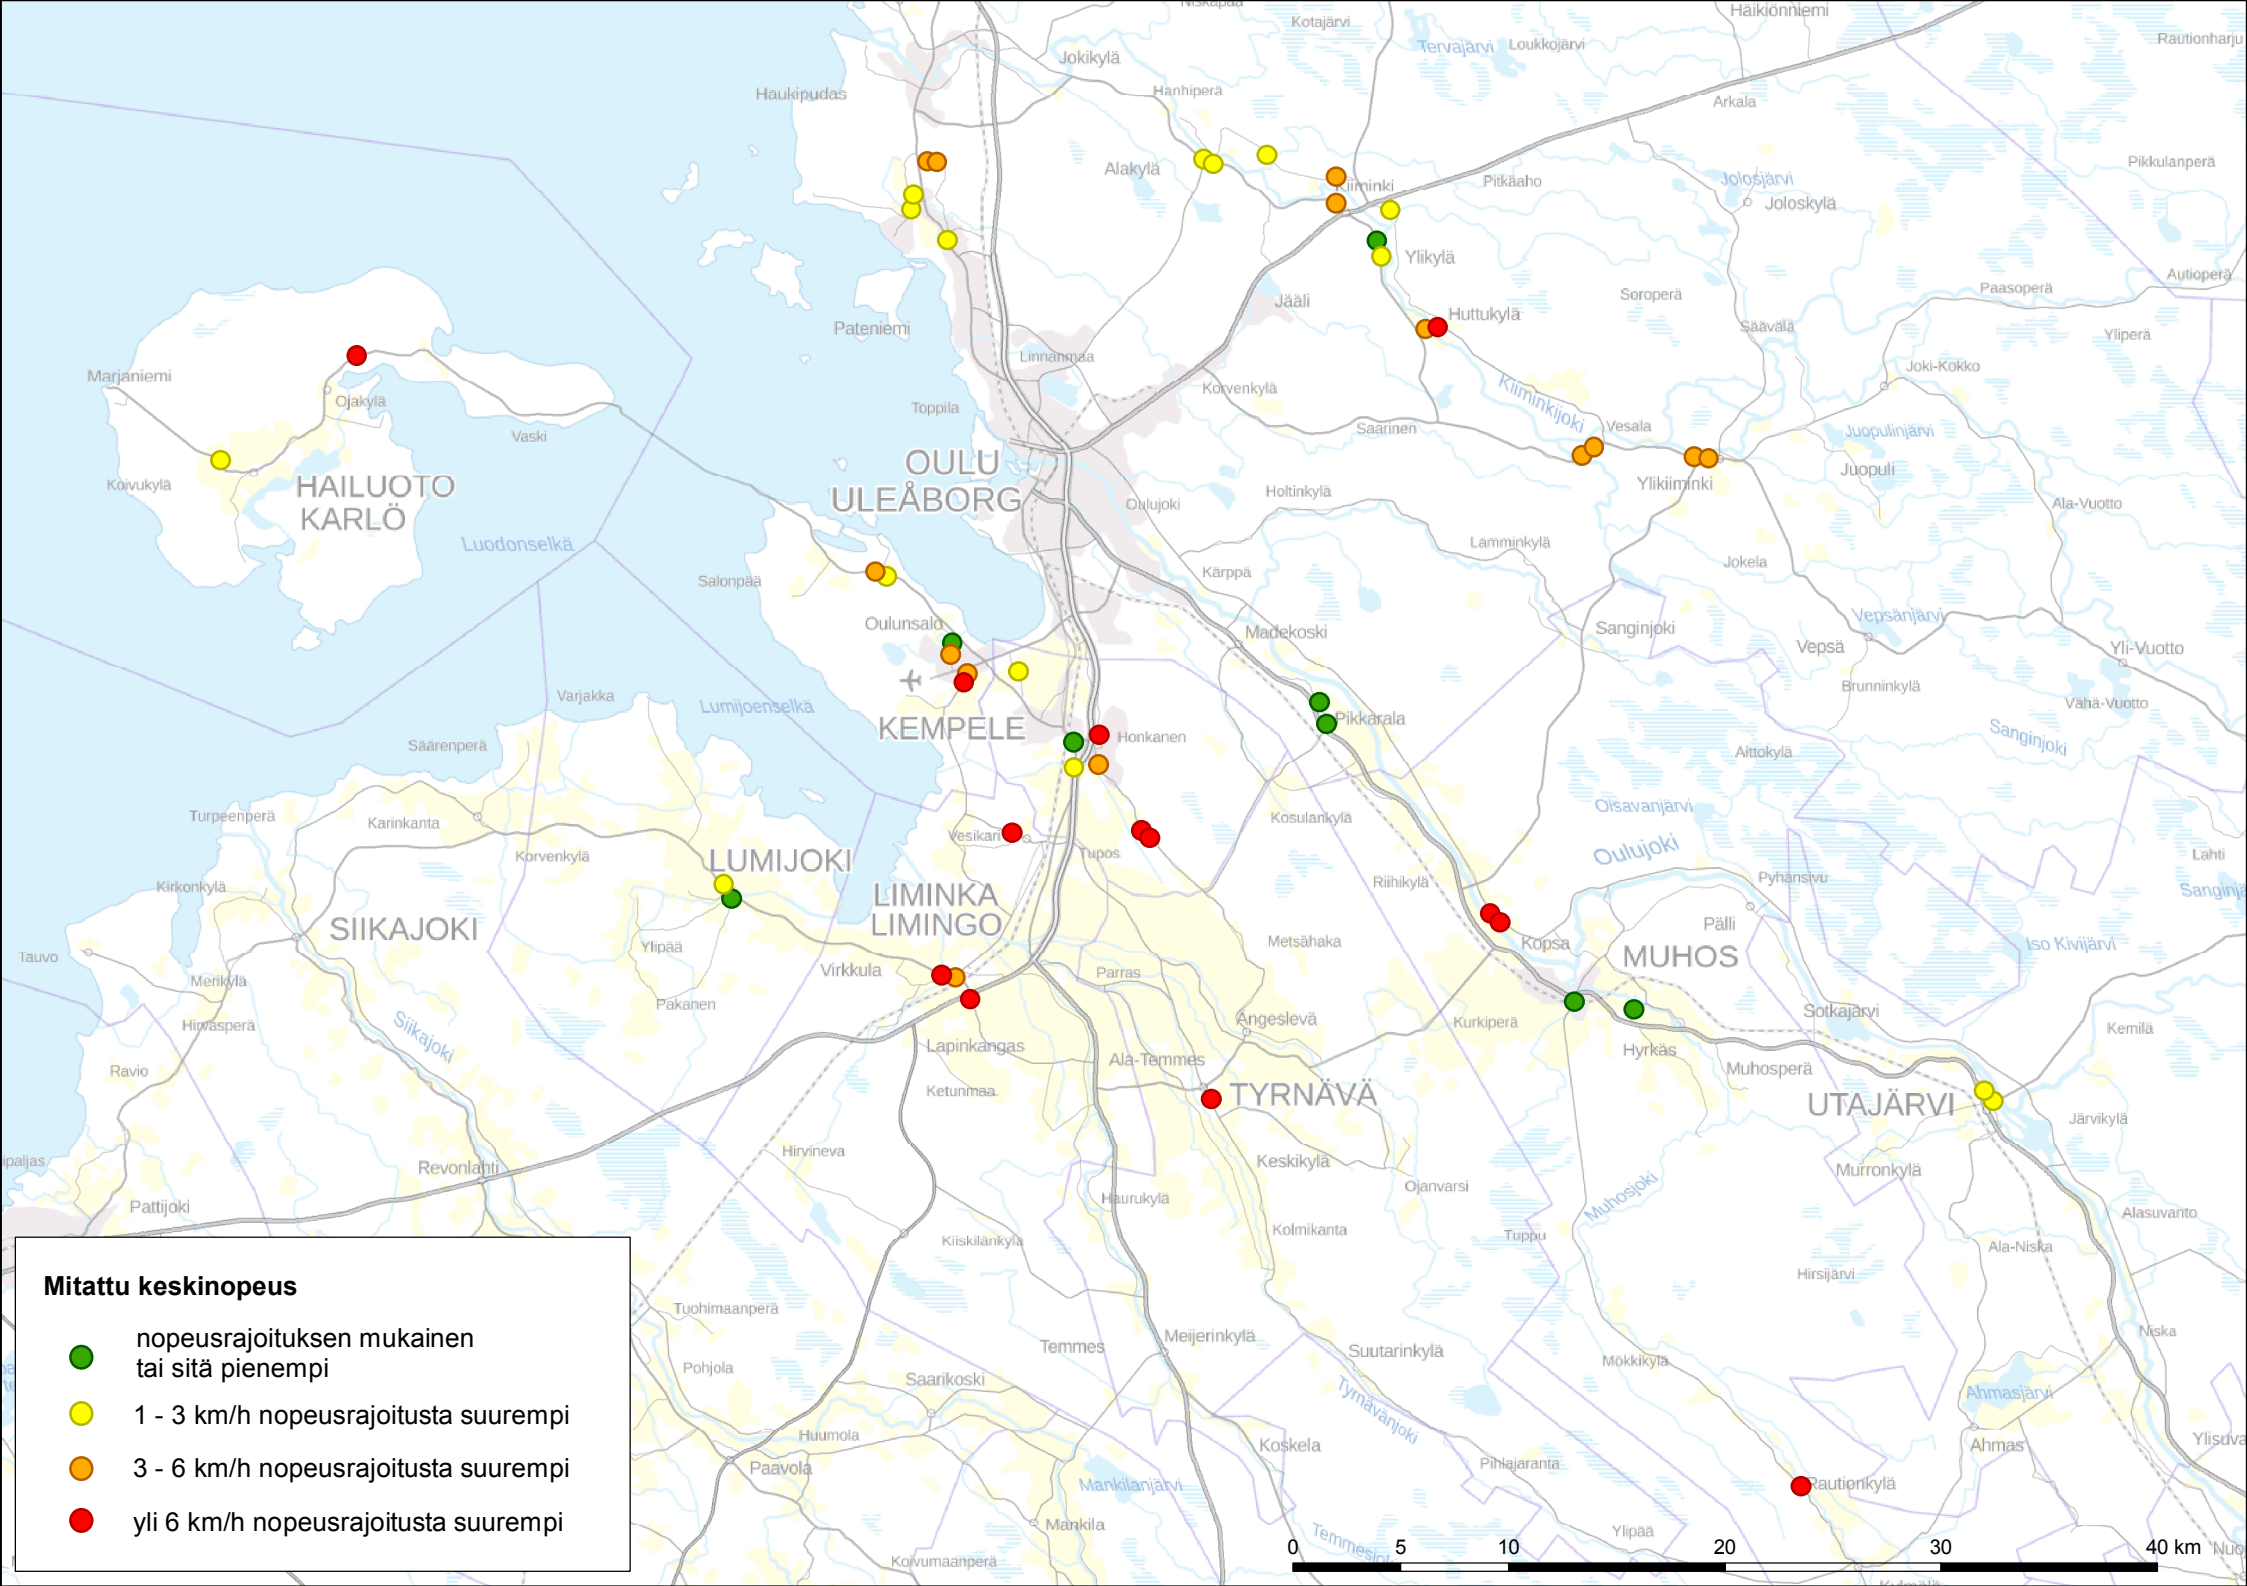 Häikiönniemi
Kotajärvi
Tervajärvi
Loukkojärvi
Rautionharju
Jokikylä
Haukipudas
Hanhiperä
Arkala
Alakylä
Kiiminki
Pitkäaho
Jolosjärvi
Joloskylä
Pikkulanperä
Ylikylä
Autioperä
Paasoperä
Soroperä
Jääli
Huttukylä
Säävälä
Yliperä
Pateniemi
Linnanmaa
Marjaniemi
Ojakylä
Toppila
Korvenkylä
Kiiminkijoki
Joki-Kokko
Vaski
Saarinen
Vesala
Juopulinjärvi
Juopuli
OULU
ULEÅBORG
HAILUOTO
KARLÖ
Koivukylä
Holtinkylä
Ylikiiminki
Oulujoki
Ala-Vuotto
Luodonselkä
Lamminkylä
Jokela
Salonpää
Kärppä
Vepsänjärvi
Oulunsalo
Madekoski
Sanginjoki
Vepsä
Yli-Vuotto
Brunninkylä
Vähä-Vuotto
Varjakka
Lumijoenselkä
Pikkarala
KEMPELE
Honkanen
Säärenperä
Sanginjoki
Aittokylä
Oisavanjärvi
Turpeenperä
Karinkanta
Vesikari
Kosulankylä
Tupos
Oulujoki
Korvenkylä
LUMIJOKI
Lahti
Kirkonkylä
LIMINKA
LIMINGO
Riihikylä
Pyhänsivu
SIIKAJOKI
Pälli
Ylipää
Metsähaka
Kopsa
MUHOS
Iso Kivijärvi
Tauvo
Merikylä
Virkkula
Parras
Pakanen
Siikajoki
Hirvasperä
Ängeslevä
Kurkiperä
Sotkajärvi
Kemilä
Lapinkangas
Ala-Temmes
Hyrkäs
Muhosperä
Ravio
Ketunmaa
TYRNÄVÄ
UTAJÄRVI
Järvikylä
Hirvineva
Keskikylä
Murronkylä
Revonlahti
Ojanvarsi
Muhosjoki
Pattijoki
Haurukylä
Alasuvanto
Kolmikanta
Tuppu
Kiiskilänkylä
Ala-Niska
Hirsijärvi
Mitattu keskinopeus
nopeusrajoituksen mukainen
tai sitä pienempi
1 - 3 km/h nopeusrajoitusta suurempi
3 - 6 km/h nopeusrajoitusta suurempi
yli 6 km/h nopeusrajoitusta suurempi
Tuohimaanperä
Temmes
Meijerinkylä
Niska
Suutarinkylä
Mökkikylä
Pohjola
Saarikoski
Tyrnävänjoki
Ahmasjärvi
Huumola
Koskela
Ahmas
Paavola
Pihlajaranta
Mankilanjärvi
Rautionkylä
Mankila
Ylipää
Koivumaanperä
0 5 10 20 30 40 km